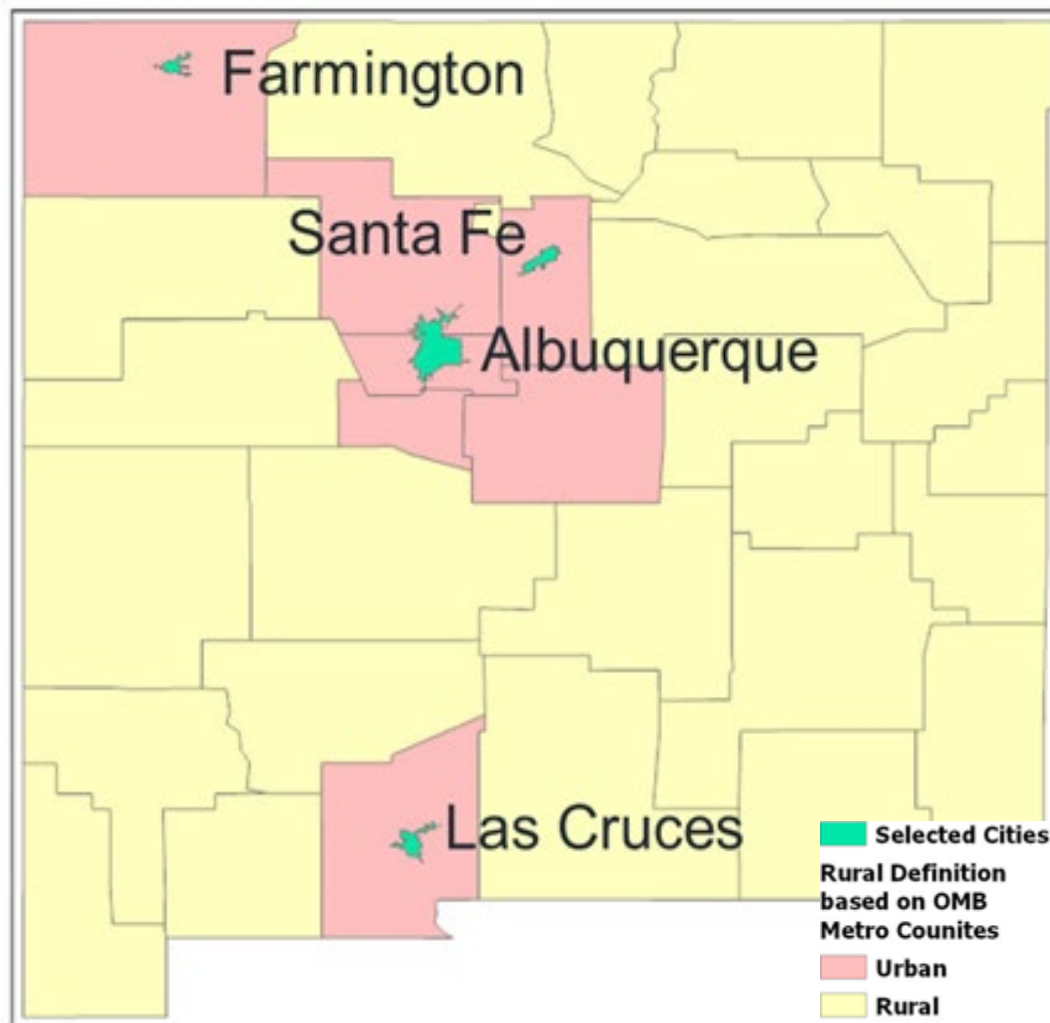 Farmington
Santa Fe
Albuquerque
Las Cruces
Selected Cities
Rural Definition
based on OMB
Metro Counites
Urban
Rural